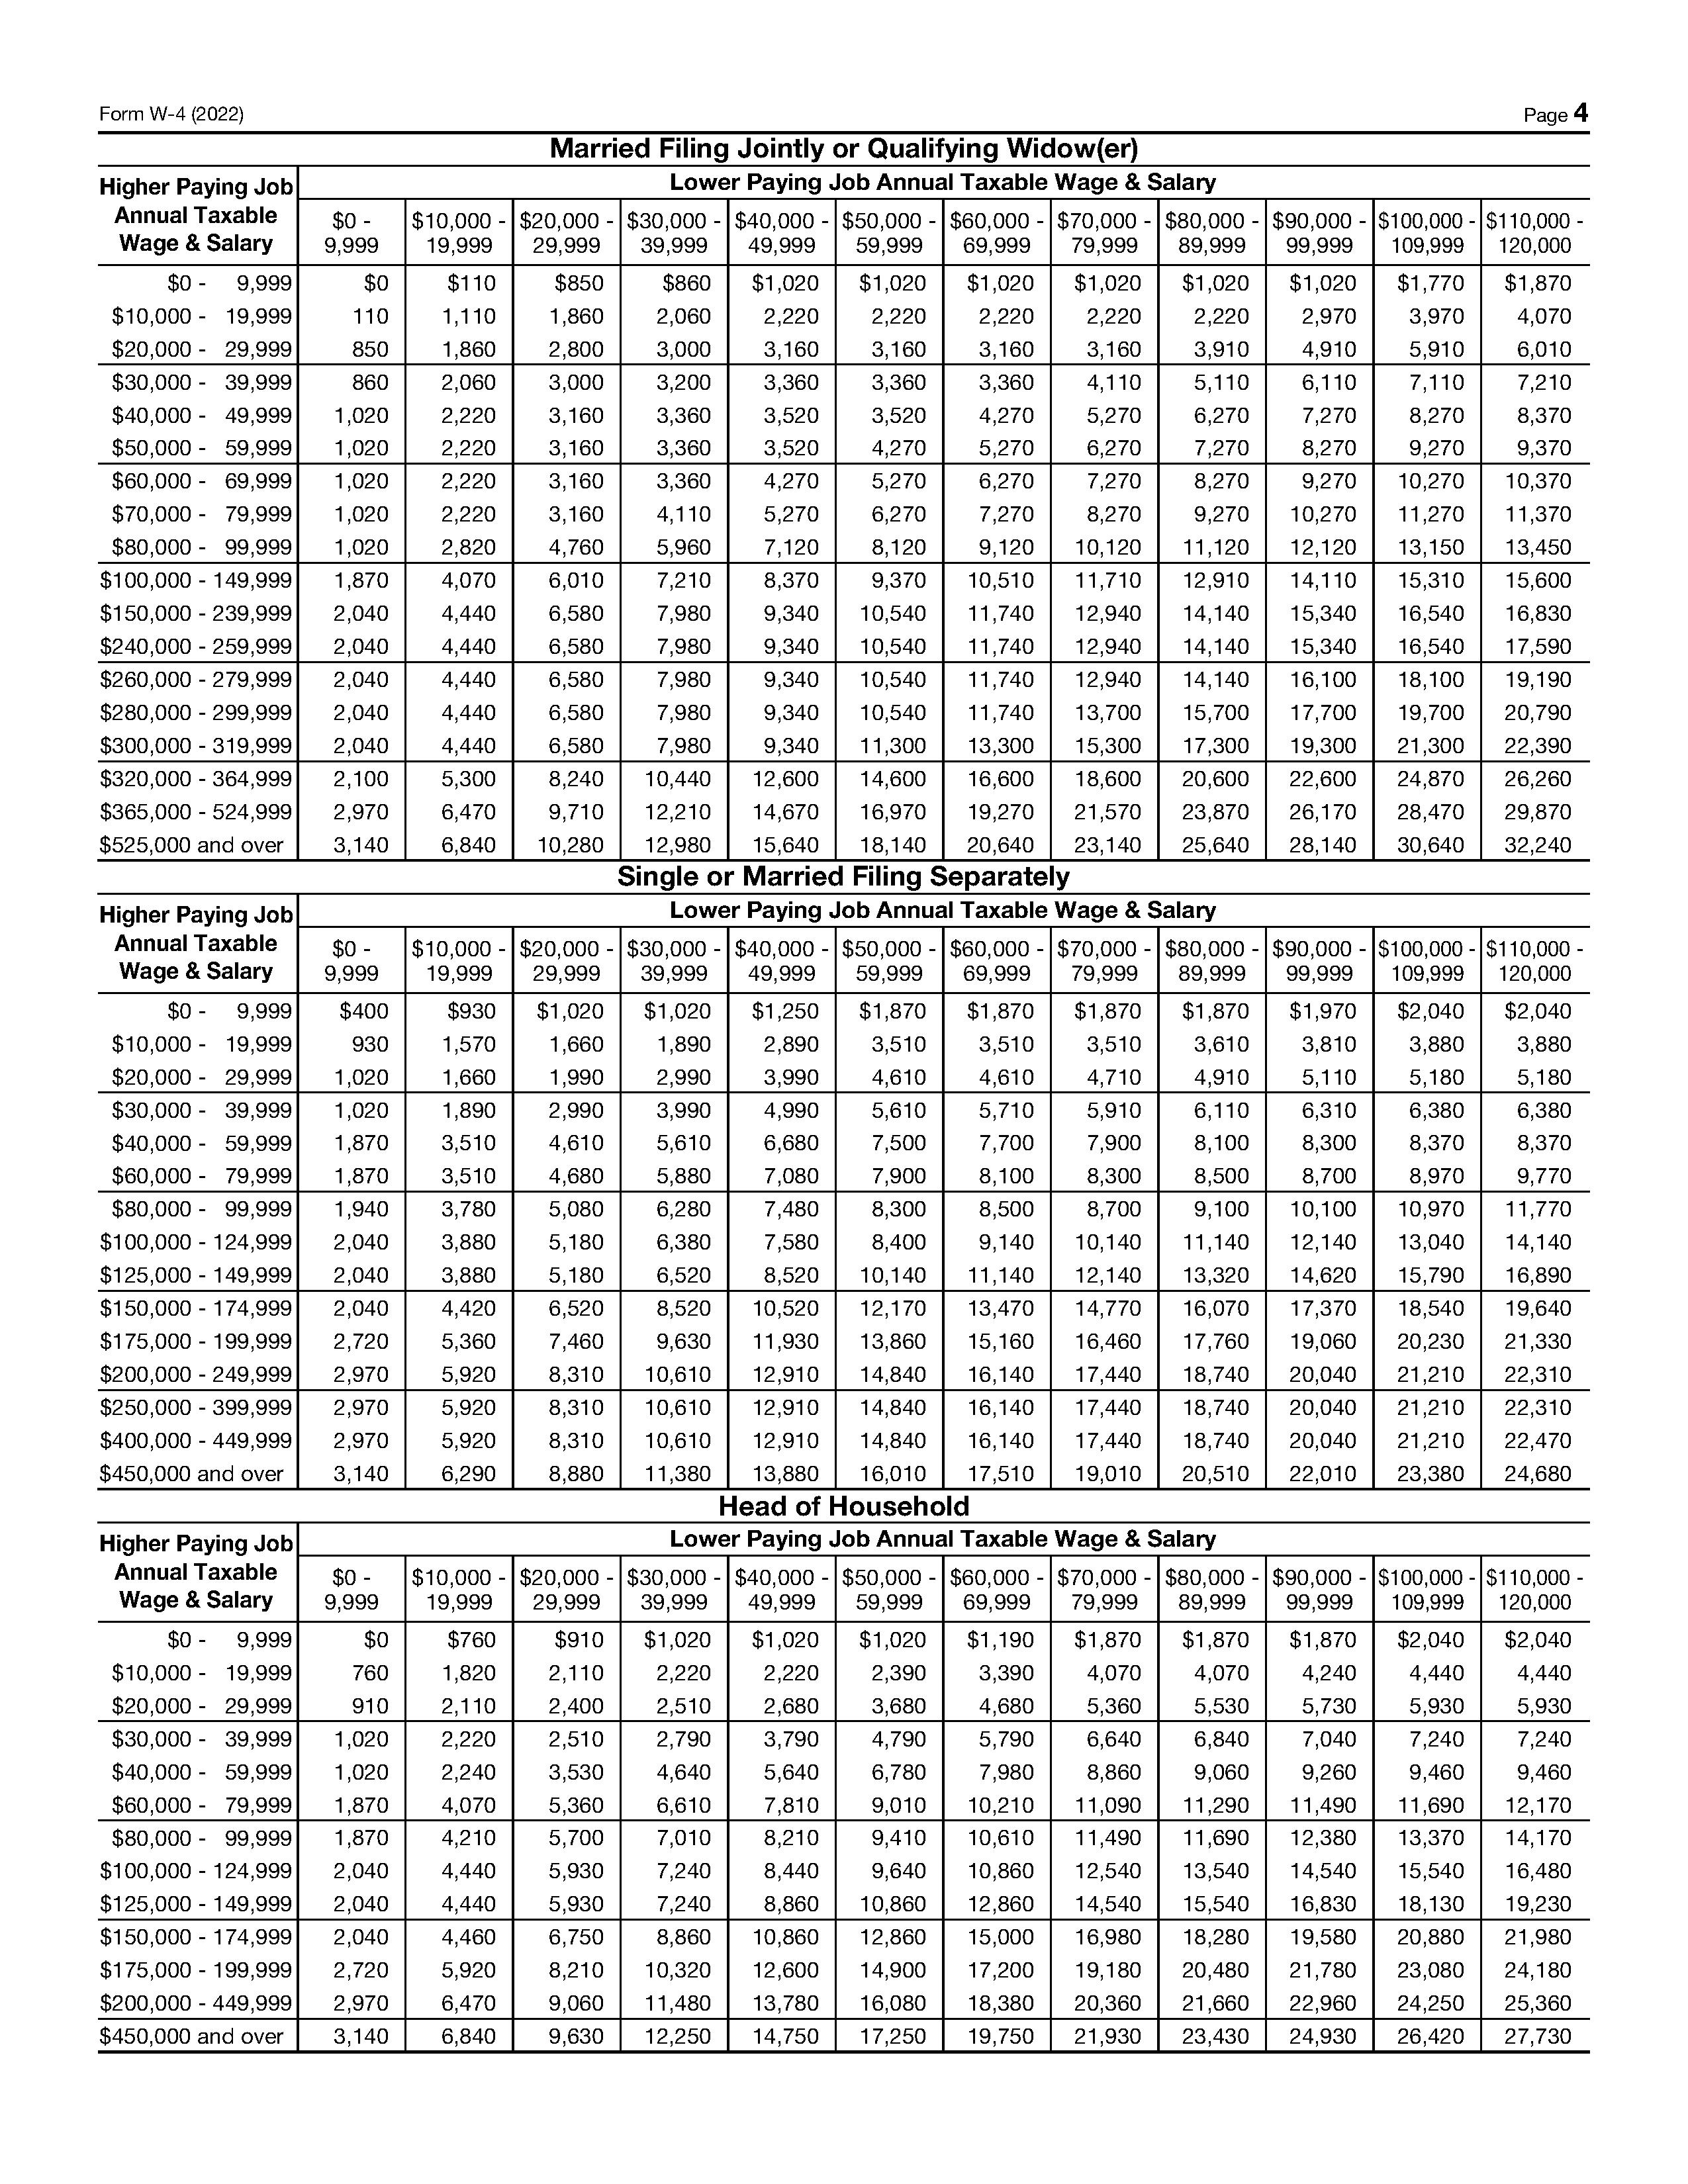 Form W-4 (2022) Page 4
Married Filing Jointly or Qualifying Widow(er)
Higher Paying Job Annual Taxable Wage & Salary
Lower Paying Job Annual Taxable Wage & Salary
$0 - 9,999 $10,000 - 19,999 $20,000 - 29,999 $30,000 - 39,999 $40,000 - 49,999 $50,000 - 59,999 $60,000 - 69,999 $70,000 - 79,999 $80,000 - 89,999 $90,000 - 99,999 $100,000 - 109,999 $110,000 - 120,000
$0 - 9,999 $0 $110 $850 $860 $1,020 $1,020 $1,020 $1,020 $1,020 $1,020 $1,770 $1,870
$10,000 - 19,999 110 1,110 1,860 2,060 2,220 2,220 2,220 2,220 2,220 2,970 3,970 4,070
$20,000 - 29,999 850 1,860 2,800 3,000 3,160 3,160 3,160 3,160 3,910 4,910 5,910 6,010
$30,000 - 39,999 860 2,060 3,000 3,200 3,360 3,360 3,360 4,110 5,110 6,110 7,110 7,210
$40,000 - 49,999 1,020 2,220 3,160 3,360 3,520 3,520 4,270 5,270 6,270 7,270 8,270 8,370
$50,000 - 59,999 1,020 2,220 3,160 3,360 3,520 4,270 5,270 6,270 7,270 8,270 9,270 9,370
$60,000 - 69,999 1,020 2,220 3,160 3,360 4,270 5,270 6,270 7,270 8,270 9,270 10,270 10,370
$70,000 - 79,999 1,020 2,220 3,160 4,110 5,270 6,270 7,270 8,270 9,270 10,270 11,270 11,370
$80,000 - 99,999 1,020 2,820 4,760 5,960 7,120 8,120 9,120 10,120 11,120 12,120 13,150 13,450
$100,000 - 149,999 1,870 4,070 6,010 7,210 8,370 9,370 10,510 11,710 12,910 14,110 15,310 15,600
$150,000 - 239,999 2,040 4,440 6,580 7,980 9,340 10,540 11,740 12,940 14,140 15,340 16,540 16,830
$240,000 - 259,999 2,040 4,440 6,580 7,980 9,340 10,540 11,740 12,940 14,140 15,340 16,540 17,590
$260,000 - 279,999 2,040 4,440 6,580 7,980 9,340 10,540 11,740 12,940 14,140 16,100 18,100 19,190
$280,000 - 299,999 2,040 4,440 6,580 7,980 9,340 10,540 11,740 13,700 15,700 17,700 19,700 20,790
$300,000 - 319,999 2,040 4,440 6,580 7,980 9,340 11,300 13,300 15,300 17,300 19,300 21,300 22,390
$320,000 - 364,999 2,100 5,300 8,240 10,440 12,600 14,600 16,600 18,600 20,600 22,600 24,870 26,260
$365,000 - 524,999 2,970 6,470 9,710 12,210 14,670 16,970 19,270 21,570 23,870 26,170 28,470 29,870
$525,000 and over 3,140 6,840 10,280 12,980 15,640 18,140 20,640 23,140 25,640 28,140 30,640 32,240
Single or Married Filing Separately
Higher Paying Job Annual Taxable Wage & Salary
Lower Paying Job Annual Taxable Wage & Salary
$0 - 9,999 $10,000 - 19,999 $20,000 - 29,999 $30,000 - 39,999 $40,000 - 49,999 $50,000 - 59,999 $60,000 - 69,999 $70,000 - 79,999 $80,000 - 89,999 $90,000 - 99,999 $100,000 - 109,999 $110,000 - 120,000
$0 - 9,999 $400 $930 $1,020 $1,020 $1,250 $1,870 $1,870 $1,870 $1,870 $1,970 $2,040 $2,040
$10,000 - 19,999 930 1,570 1,660 1,890 2,890 3,510 3,510 3,510 3,610 3,810 3,880 3,880
$20,000 - 29,999 1,020 1,660 1,990 2,990 3,990 4,610 4,610 4,710 4,910 5,110 5,180 5,180
$30,000 - 39,999 1,020 1,890 2,990 3,990 4,990 5,610 5,710 5,910 6,110 6,310 6,380 6,380
$40,000 - 59,999 1,870 3,510 4,610 5,610 6,680 7,500 7,700 7,900 8,100 8,300 8,370 8,370
$60,000 - 79,999 1,870 3,510 4,680 5,880 7,080 7,900 8,100 8,300 8,500 8,700 8,970 9,770
$80,000 - 99,999 1,940 3,780 5,080 6,280 7,480 8,300 8,500 8,700 9,100 10,100 10,970 11,770
$100,000 - 124,999 2,040 3,880 5,180 6,380 7,580 8,400 9,140 10,140 11,140 12,140 13,040 14,140
$125,000 - 149,999 2,040 3,880 5,180 6,520 8,520 10,140 11,140 12,140 13,320 14,620 15,790 16,890
$150,000 - 174,999 2,040 4,420 6,520 8,520 10,520 12,170 13,470 14,770 16,070 17,370 18,540 19,640
$175,000 - 199,999 2,720 5,360 7,460 9,630 11,930 13,860 15,160 16,460 17,760 19,060 20,230 21,330
$200,000 - 249,999 2,970 5,920 8,310 10,610 12,910 14,840 16,140 17,440 18,740 20,040 21,210 22,310
$250,000 - 399,999 2,970 5,920 8,310 10,610 12,910 14,840 16,140 17,440 18,740 20,040 21,210 22,310
$400,000 - 449,999 2,970 5,920 8,310 10,610 12,910 14,840 16,140 17,440 18,740 20,040 21,210 22,470
$450,000 and over 3,140 6,290 8,880 11,380 13,880 16,010 17,510 19,010 20,510 22,010 23,380 24,680
Head of Household
Higher Paying Job Annual Taxable Wage & Salary
Lower Paying Job Annual Taxable Wage & Salary
$0 - 9,999 $10,000 - 19,999 $20,000 - 29,999 $30,000 - 39,999 $40,000 - 49,999 $50,000 - 59,999 $60,000 - 69,999 $70,000 - 79,999 $80,000 - 89,999 $90,000 - 99,999 $100,000 - 109,999 $110,000 - 120,000
$0 - 9,999 $0 $760 $910 $1,020 $1,020 $1,020 $1,190 $1,870 $1,870 $1,870 $2,040 $2,040
$10,000 - 19,999 760 1,820 2,110 2,220 2,220 2,390 3,390 4,070 4,070 4,240 4,440 4,440
$20,000 - 29,999 910 2,110 2,400 2,510 2,680 3,680 4,680 5,360 5,530 5,730 5,930 5,930
$30,000 - 39,999 1,020 2,220 2,510 2,790 3,790 4,790 5,790 6,640 6,840 7,040 7,240 7,240
$40,000 - 59,999 1,020 2,240 3,530 4,640 5,640 6,780 7,980 8,860 9,060 9,260 9,460 9,460
$60,000 - 79,999 1,870 4,070 5,360 6,610 7,810 9,010 10,210 11,090 11,290 11,490 11,690 12,170
$80,000 - 99,999 1,870 4,210 5,700 7,010 8,210 9,410 10,610 11,490 11,690 12,380 13,370 14,170
$100,000 - 124,999 2,040 4,440 5,930 7,240 8,440 9,640 10,860 12,540 13,540 14,540 15,540 16,480
$125,000 - 149,999 2,040 4,440 5,930 7,240 8,860 10,860 12,860 14,540 15,540 16,830 18,130 19,230
$150,000 - 174,999 2,040 4,460 6,750 8,860 10,860 12,860 15,000 16,980 18,280 19,580 20,880 21,980
$175,000 - 199,999 2,720 5,920 8,210 10,320 12,600 14,900 17,200 19,180 20,480 21,780 23,080 24,180
$200,000 - 449,999 2,970 6,470 9,060 11,480 13,780 16,080 18,380 20,360 21,660 22,960 24,250 25,360
$450,000 and over 3,140 6,840 9,630 12,250 14,750 17,250 19,750 21,930 23,430 24,930 26,420 27,730